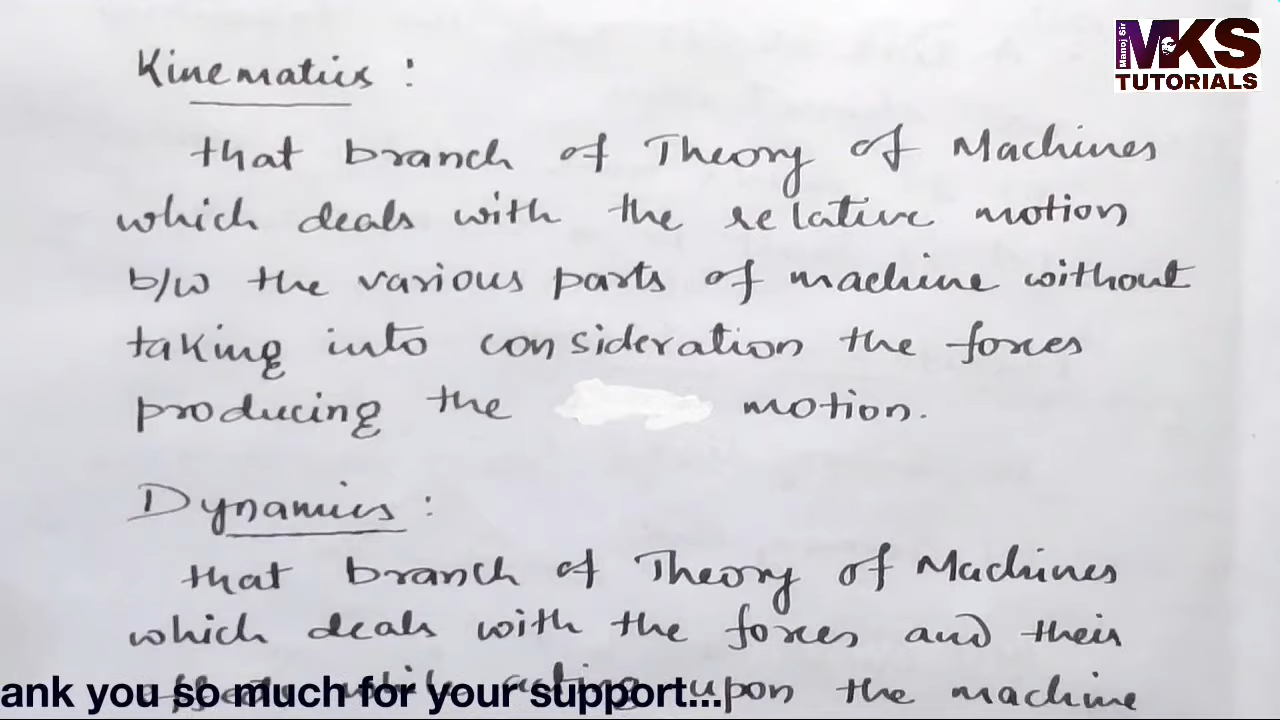 Manoj Sir
MKS
TUTORIALS
Kinematics :
that branch of Theory of Machines
which deals with the relative motion
b/w the various parts of machine without
taking into consideration the forces
producing the motion.
Dynamics :
that branch of Theory of Machines
which deals with the forces and their
upon the machine
ank you so much for your support...